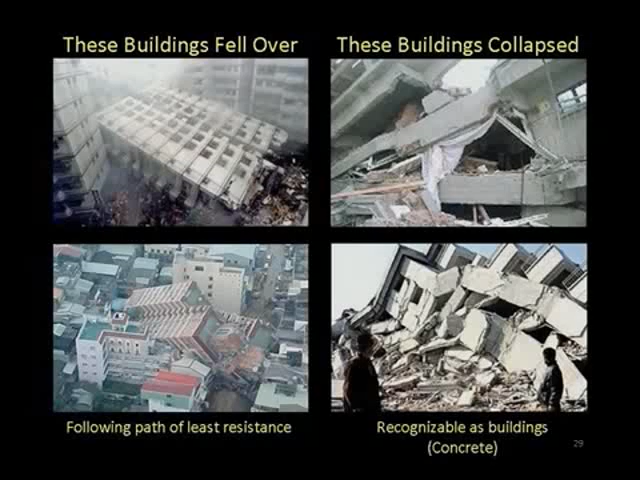 These Buildings Fell Over
These Buildings Collapsed
Following path of least resistance
Recognizable as buildings
(Concrete)
29